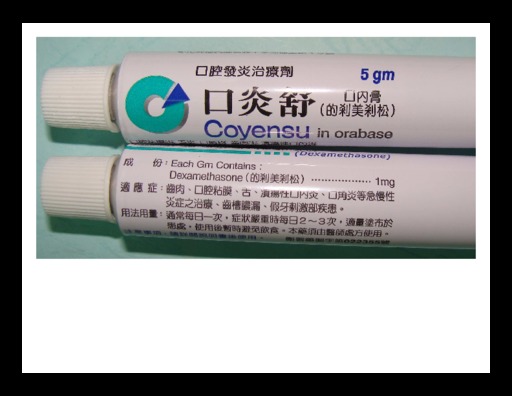 口腔發炎治療劑
5 gm
口炎舒
口內膏
(的剎美剎松)
Coyensu in orabase
(Dexamethasone)
成 份:Each Gm Contains:
Dexamethasone(的剎美剎松) ·················· 1mg
適應症:齒肉、口腔粘膜、舌、潰瘍性口內炎、口角炎等急慢性
炎症之治療、齒槽膿漏、假牙刺激部疾患。
用法用量:通常每日一次,症狀嚴重時每日2～3次,適量塗布於
患處,使用後暫時避免飲食。本藥須由醫師處方使用。